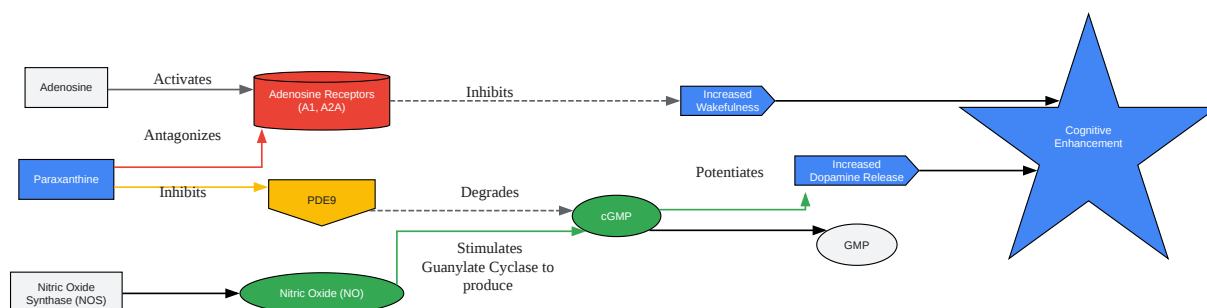 Adenosine
Activates
Adenosine Receptors
(A1, A2A)
Inhibits
Increased
Wakefulness
Cognitive
Enhancement
Antagonizes
Paraxanthine
Inhibits
PDE9
Degrades
cGMP
Potentiates
Increased
Dopamine Release
GMP
Stimulates
Guanylate Cyclase to
produce
Nitric Oxide
Synthase (NOS)
Nitric Oxide (NO)